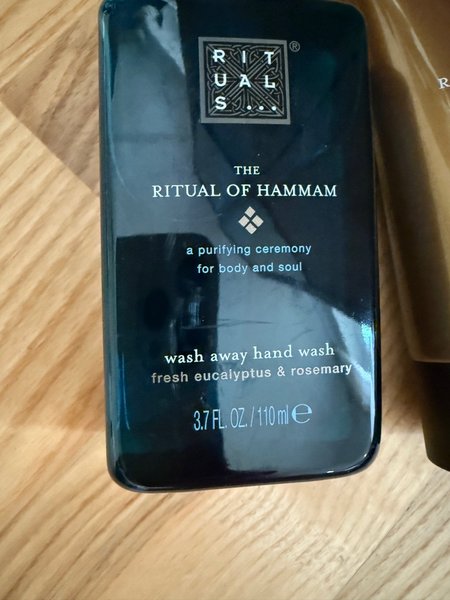 RIT
UAL
S...
®
THE
RITUAL OF HAMMAM
a purifying ceremony
for body and soul
wash away hand wash
fresh eucalyptus & rosemary
3.7 FL. OZ. / 110 ml ℮
R